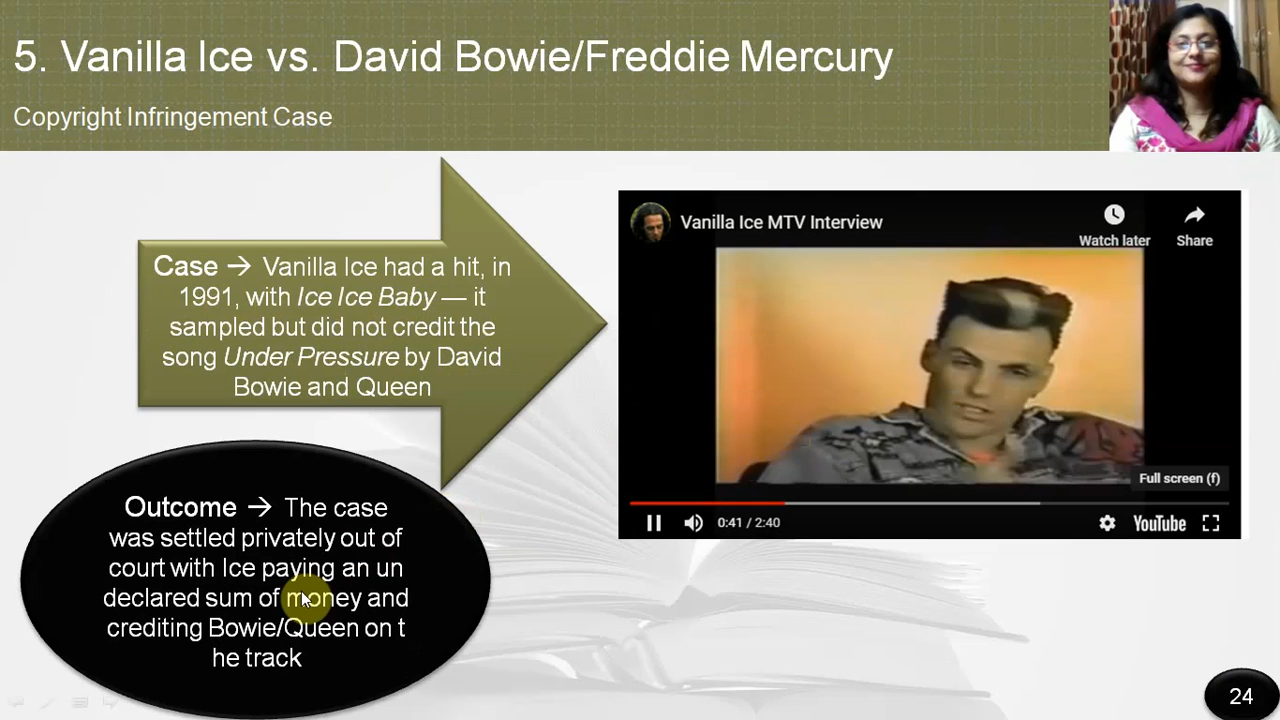 5. Vanilla Ice vs. David Bowie/Freddie Mercury
Copyright Infringement Case
Case → Vanilla Ice had a hit, in
1991, with Ice Ice Baby — it
sampled but did not credit the
song Under Pressure by David
Bowie and Queen
Outcome → The case
was settled privately out of
court with Ice paying an un
declared sum of money and
crediting Bowie/Queen on t
he track
Vanilla Ice MTV Interview
Watch later
Share
Full screen (f)
0:41 / 2:40
YouTube
24